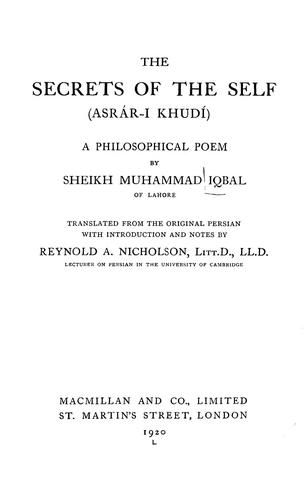 THE
SECRETS OF THE SELF
(ASRÁR-I KHUDÍ)
A PHILOSOPHICAL POEM
BY
SHEIKH MUHAMMAD IQBAL
OF LAHORE
TRANSLATED FROM THE ORIGINAL PERSIAN
WITH INTRODUCTION AND NOTES BY
REYNOLD A. NICHOLSON, LITT.D., LL.D.
LECTURER ON PERSIAN IN THE UNIVERSITY OF CAMBRIDGE
MACMILLAN AND CO., LIMITED
ST. MARTIN'S STREET, LONDON
1920
L